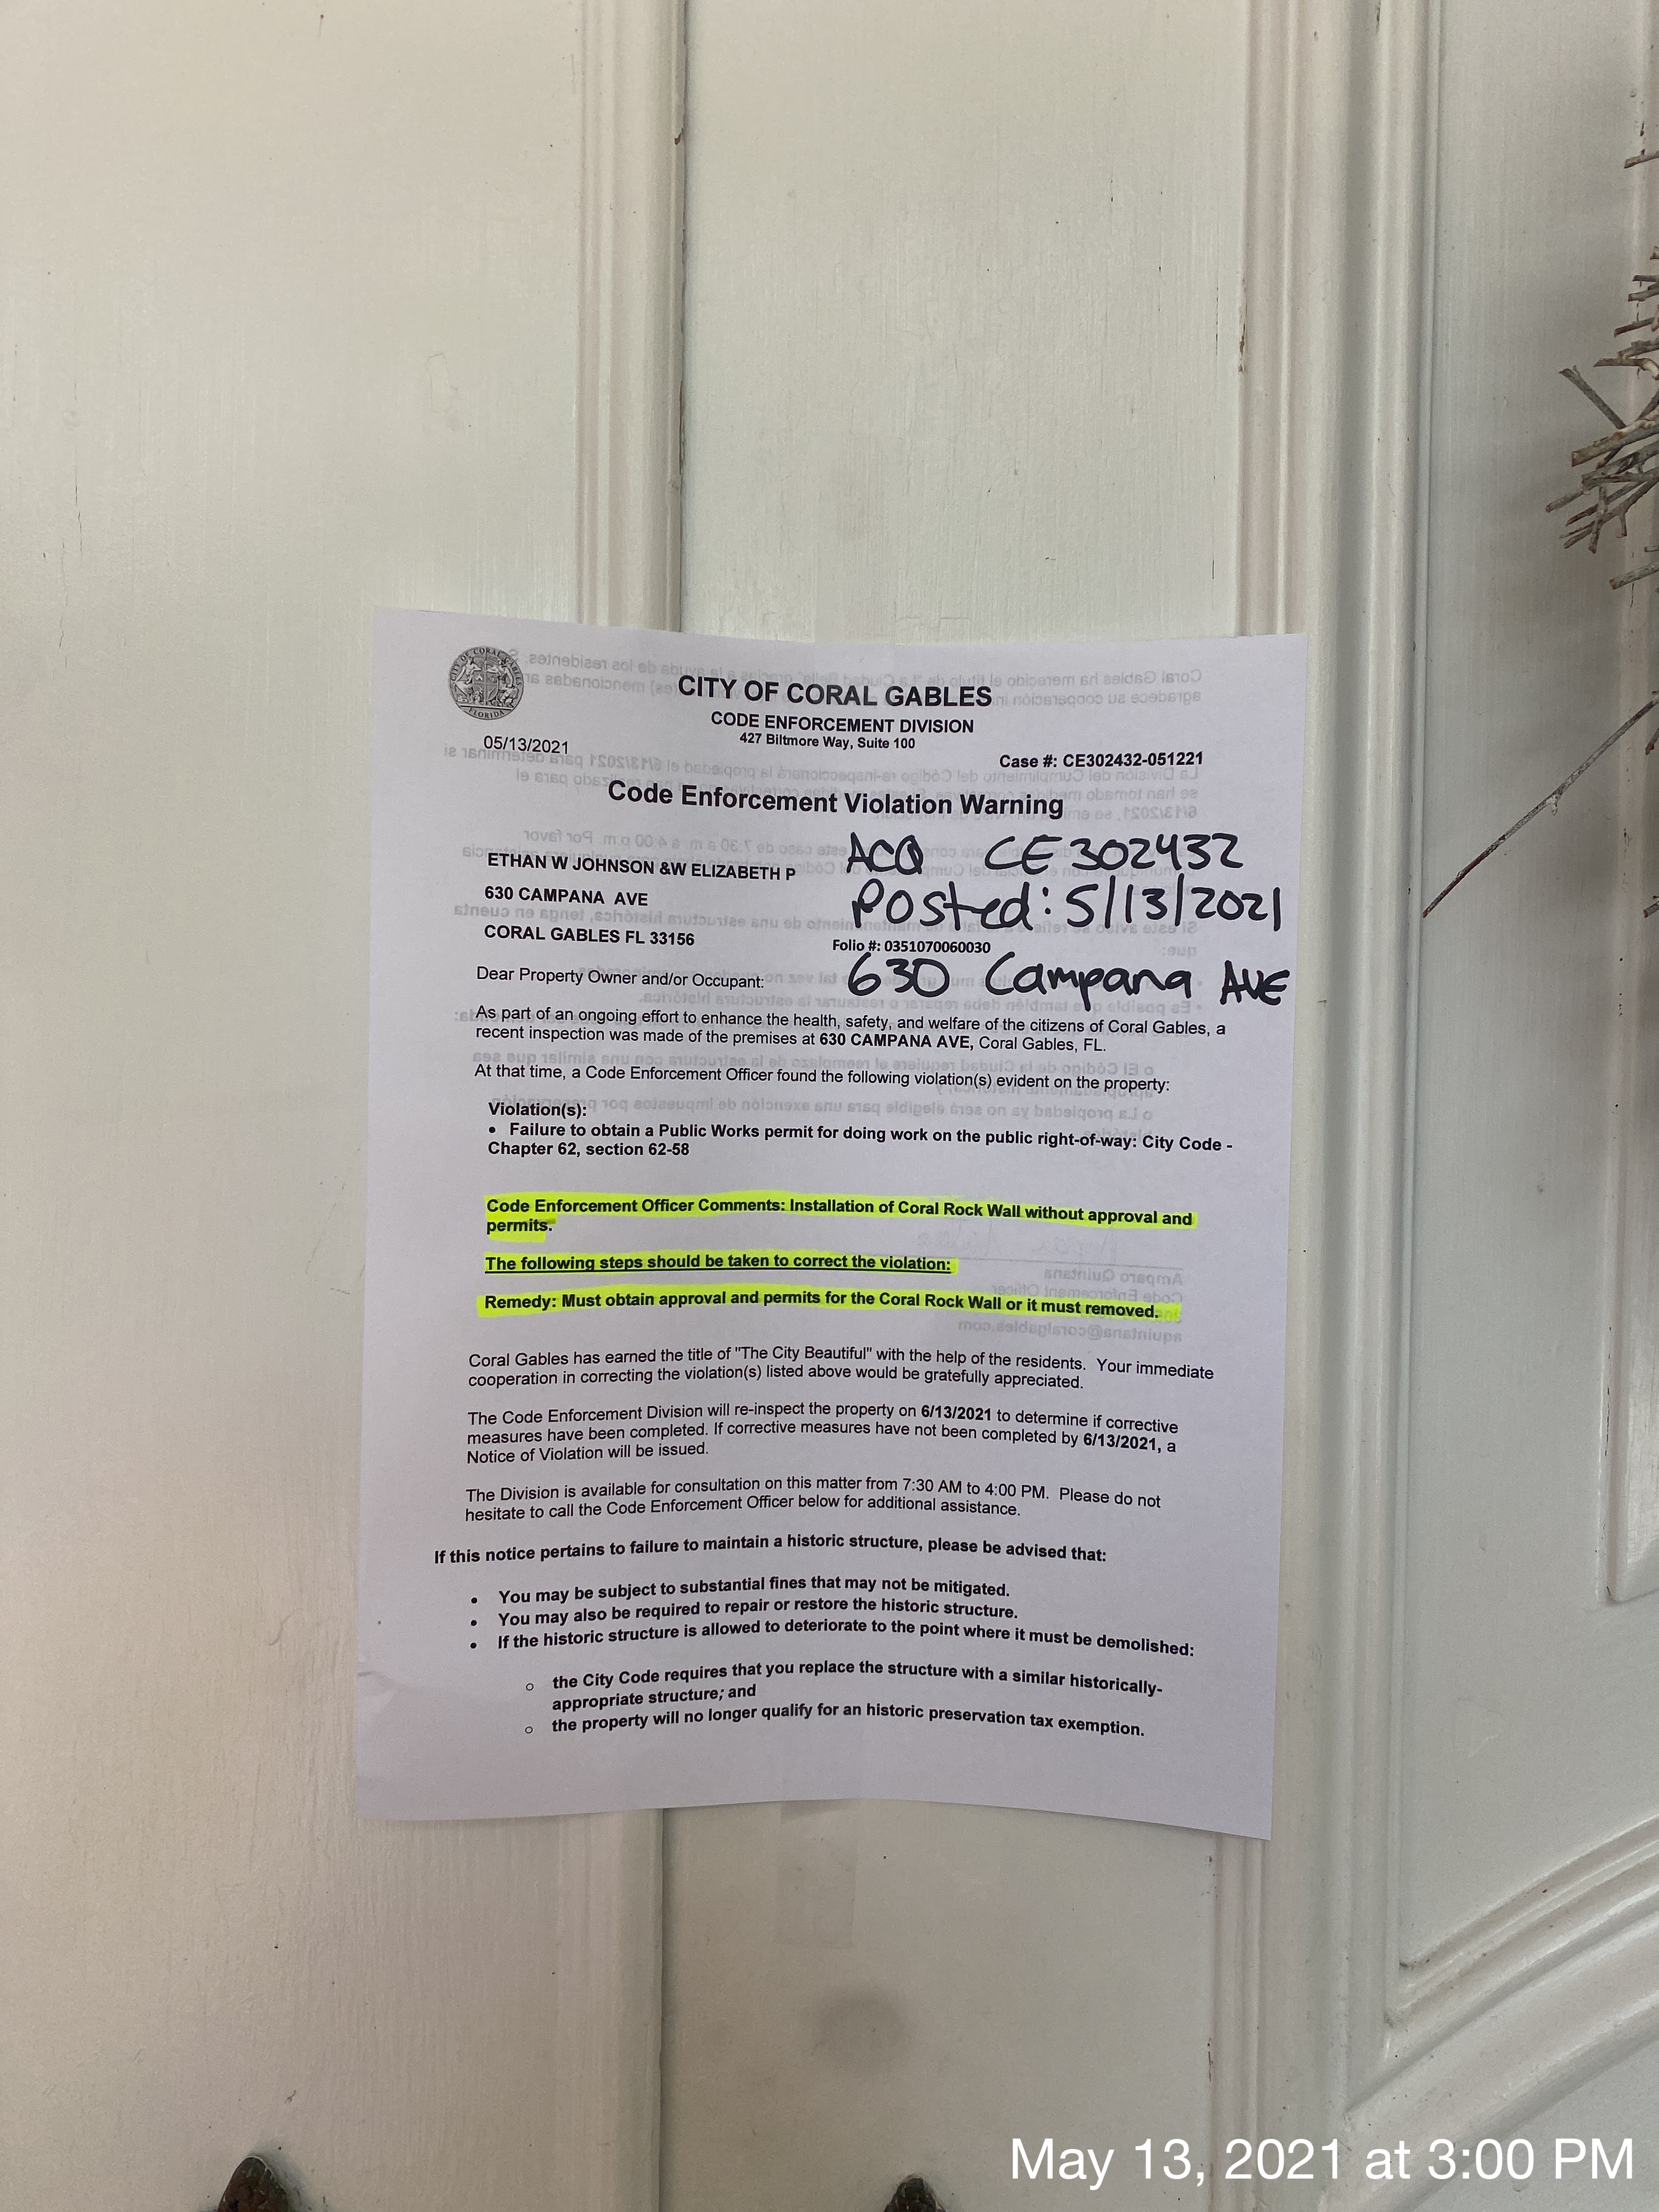 CITY OF CORAL GABLES
FLORIDA
CITY OF CORAL GABLES
CODE ENFORCEMENT DIVISION
427 Biltmore Way, Suite 100
05/13/2021
Case #: CE302432-051221
Code Enforcement Violation Warning
ACQ CE302432
ETHAN W JOHNSON &W ELIZABETH P
Posted: 5/13/2021
630 CAMPANA AVE
CORAL GABLES FL 33156
Folio #: 0351070060030
630 Campana AVE
Dear Property Owner and/or Occupant:
As part of an ongoing effort to enhance the health, safety, and welfare of the citizens of Coral Gables, a
recent inspection was made of the premises at 630 CAMPANA AVE, Coral Gables, FL.
At that time, a Code Enforcement Officer found the following violation(s) evident on the property:
Violation(s):
• Failure to obtain a Public Works permit for doing work on the public right-of-way: City Code -
Chapter 62, section 62-58
Code Enforcement Officer Comments: Installation of Coral Rock Wall without approval and
permits.
The following steps should be taken to correct the violation:
Remedy: Must obtain approval and permits for the Coral Rock Wall or it must removed.
Coral Gables has earned the title of "The City Beautiful" with the help of the residents. Your immediate
cooperation in correcting the violation(s) listed above would be gratefully appreciated.
The Code Enforcement Division will re-inspect the property on 6/13/2021 to determine if corrective
measures have been completed. If corrective measures have not been completed by 6/13/2021, a
Notice of Violation will be issued.
The Division is available for consultation on this matter from 7:30 AM to 4:00 PM. Please do not
hesitate to call the Code Enforcement Officer below for additional assistance.
If this notice pertains to failure to maintain a historic structure, please be advised that:
• You may be subject to substantial fines that may not be mitigated.
• You may also be required to repair or restore the historic structure.
• If the historic structure is allowed to deteriorate to the point where it must be demolished:
o the City Code requires that you replace the structure with a similar historically-
appropriate structure; and
o the property will no longer qualify for an historic preservation tax exemption.
May 13, 2021 at 3:00 PM